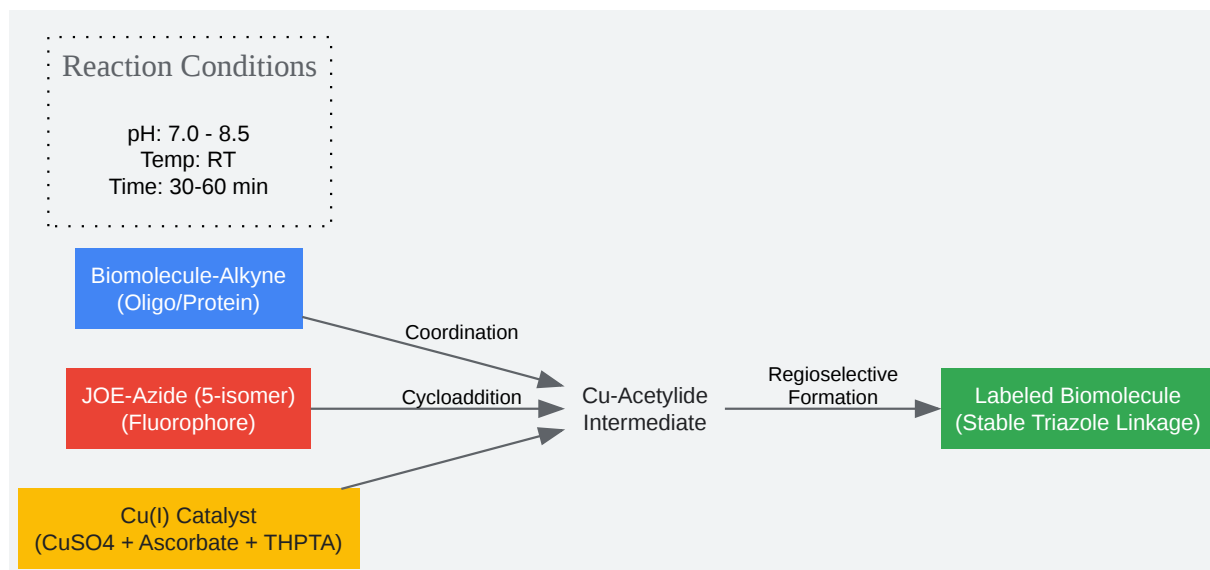 Reaction Conditions
pH: 7.0 - 8.5
Temp: RT
Time: 30-60 min
Biomolecule-Alkyne
(Oligo/Protein)
Coordination
JOE-Azide (5-isomer)
(Fluorophore)
Cycloaddition
Cu-Acetylide
Intermediate
Regioselective
Formation
Labeled Biomolecule
(Stable Triazole Linkage)
Cu(I) Catalyst
(CuSO4 + Ascorbate + THPTA)